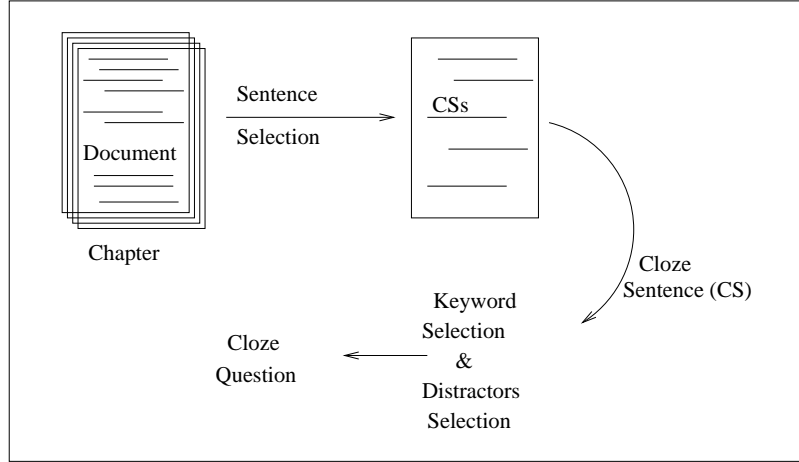 Document
Chapter
Sentence
Selection
CSs
Cloze
Sentence (CS)
Keyword
Selection
&
Distractors
Selection
Cloze
Question